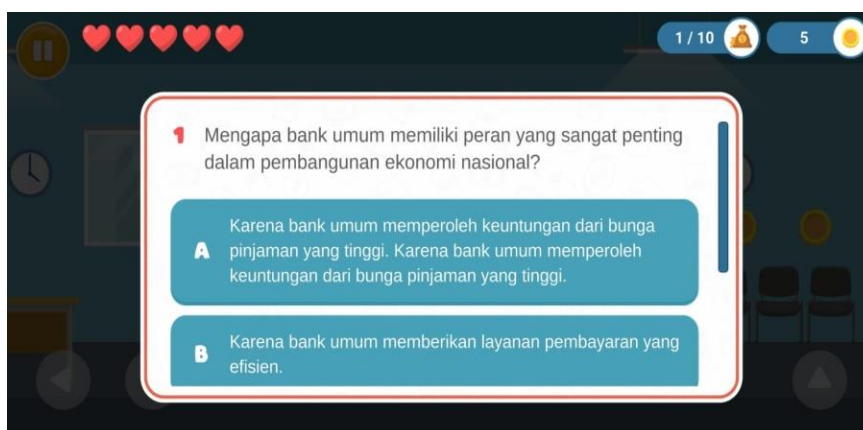 1 / 10
5
1 Mengapa bank umum memiliki peran yang sangat penting
dalam pembangunan ekonomi nasional?
Karena bank umum memperoleh keuntungan dari bunga
A pinjaman yang tinggi. Karena bank umum memperoleh
keuntungan dari bunga pinjaman yang tinggi.
B Karena bank umum memberikan layanan pembayaran yang
efisien.